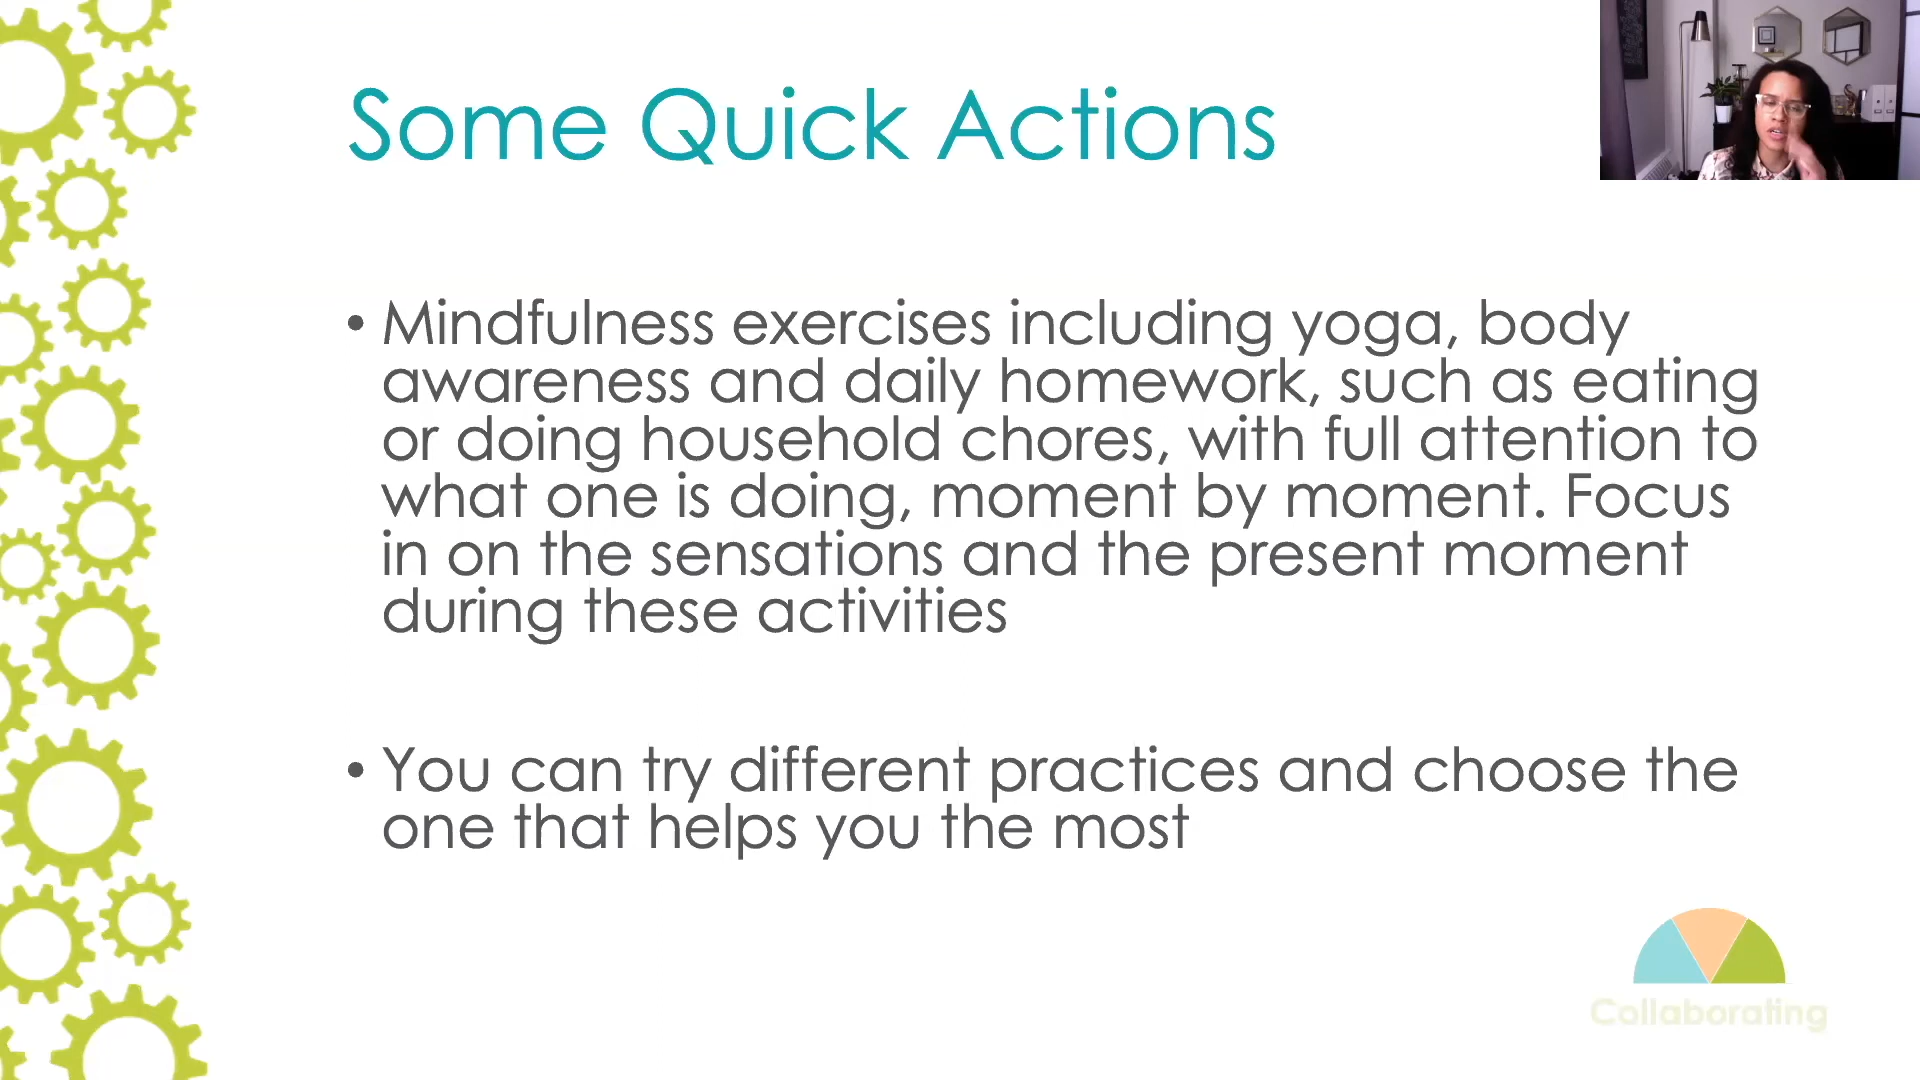 Some Quick Actions
• Mindfulness exercises including yoga, body
awareness and daily homework, such as eating
or doing household chores, with full attention to
what one is doing, moment by moment. Focus
in on the sensations and the present moment
during these activities
• You can try different practices and choose the
one that helps you the most
Collaborating